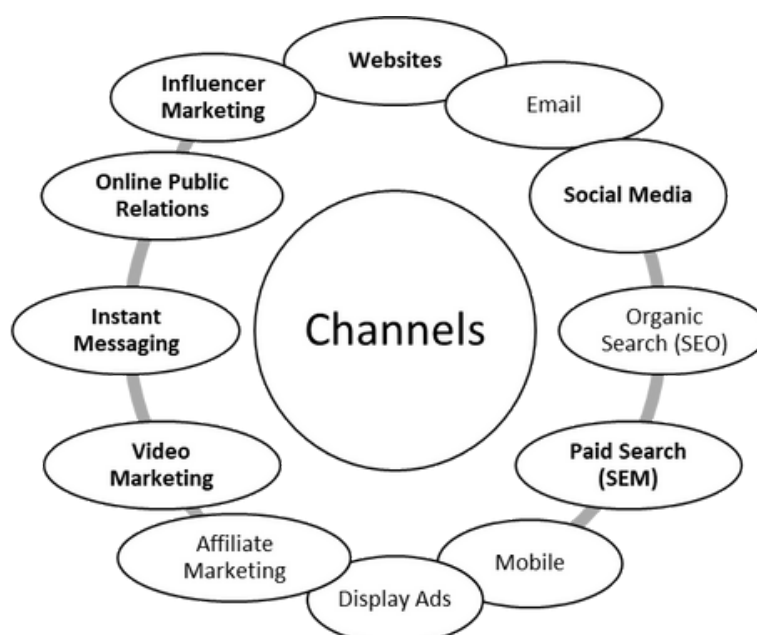 Websites
Email
Social Media
Organic
Search (SEO)
Paid Search
(SEM)
Mobile
Display Ads
Affiliate
Marketing
Video
Marketing
Instant
Messaging
Online Public
Relations
Influencer
Marketing
Channels